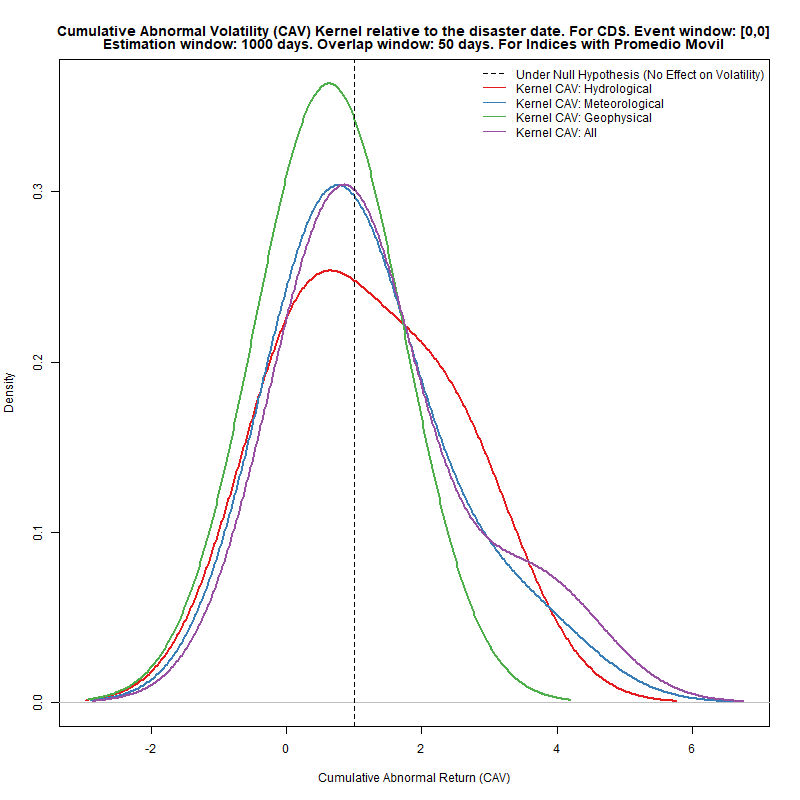 Cumulative Abnormal Volatility (CAV) Kernel relative to the disaster date. For CDS. Event window: [0,0]
Estimation window: 1000 days. Overlap window: 50 days. For Indices with Promedio Movil
Under Null Hypothesis (No Effect on Volatility)
Kernel CAV: Hydrological
Kernel CAV: Meteorological
Kernel CAV: Geophysical
Kernel CAV: All
0.3
0.2
0.1
0.0
Density
-2
0
2
4
6
Cumulative Abnormal Return (CAV)